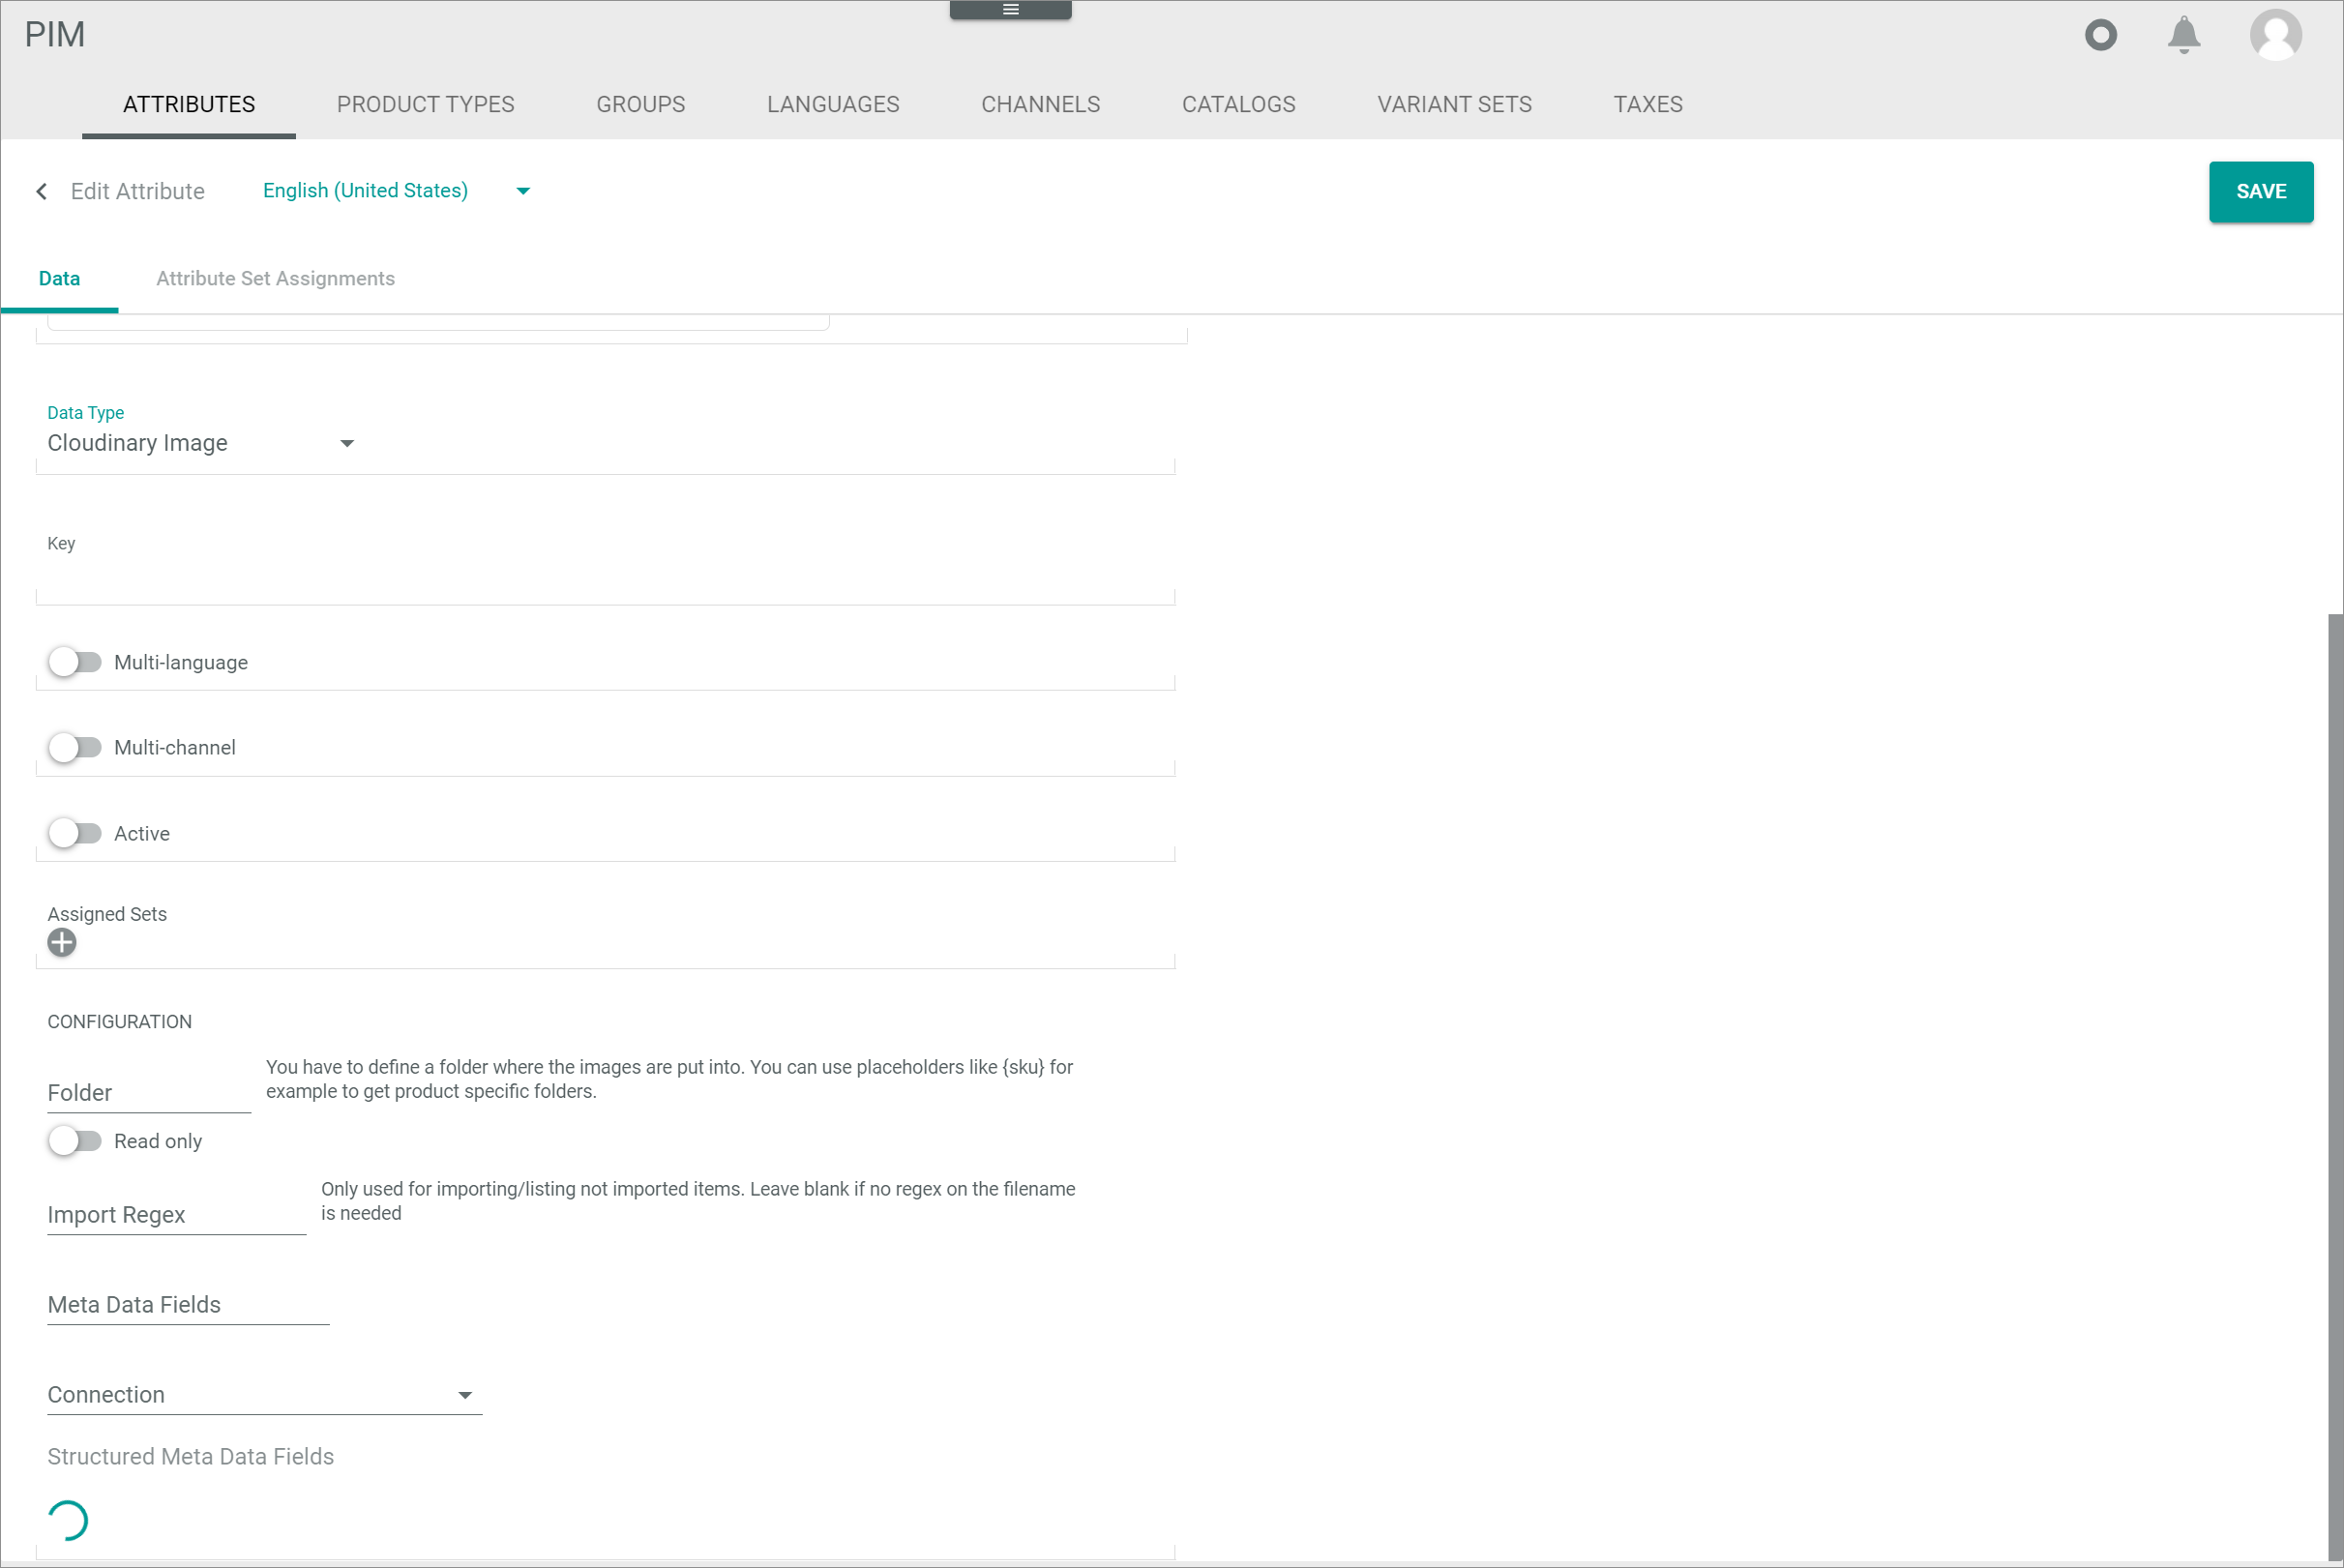 PIM
ATTRIBUTES PRODUCT TYPES GROUPS LANGUAGES CHANNELS CATALOGS VARIANT SETS TAXES
Edit Attribute English (United States) SAVE
Data Attribute Set Assignments
Data Type
Cloudinary Image
Key
Multi-language
Multi-channel
Active
Assigned Sets
CONFIGURATION
You have to define a folder where the images are put into. You can use placeholders like {sku} for
Folder example to get product specific folders.
Read only
Only used for importing/listing not imported items. Leave blank if no regex on the filename
Import Regex is needed
Meta Data Fields
Connection
Structured Meta Data Fields